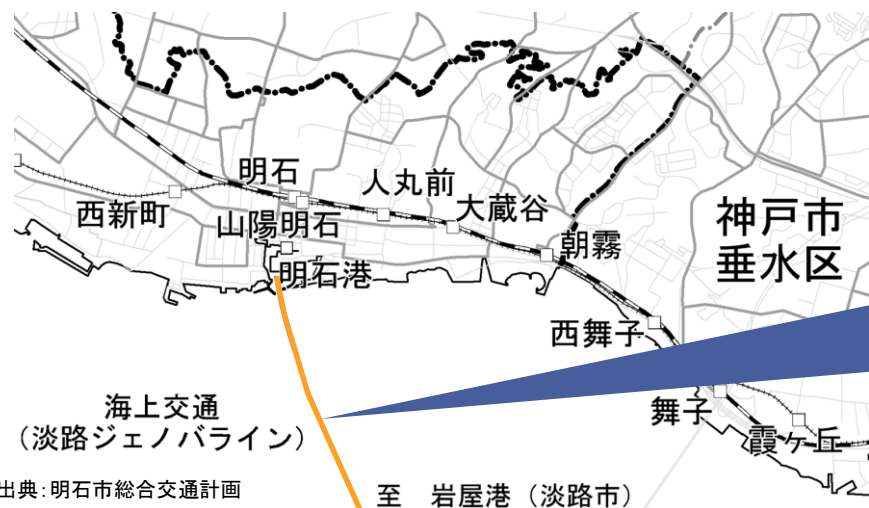 明石
人丸前
西新町
山陽明石
大蔵谷
朝霧
神戸市
垂水区
明石港
西舞子
舞子
海上交通
（淡路ジェノバライン）
霞ヶ丘
出典：明石市総合交通計画
至　岩屋港（淡路市）